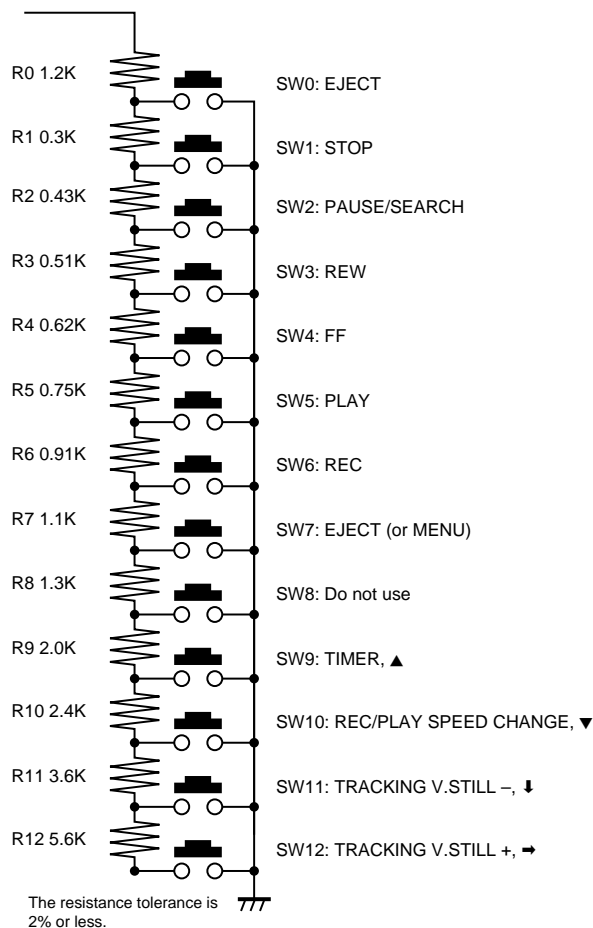 R0 1.2K
SW0: EJECT
R1 0.3K
SW1: STOP
R2 0.43K
SW2: PAUSE/SEARCH
R3 0.51K
SW3: REW
R4 0.62K
SW4: FF
R5 0.75K
SW5: PLAY
R6 0.91K
SW6: REC
R7 1.1K
SW7: EJECT (or MENU)
R8 1.3K
SW8: Do not use
R9 2.0K
SW9: TIMER, ▲
R10 2.4K
SW10: REC/PLAY SPEED CHANGE, ▼
R11 3.6K
SW11: TRACKING V.STILL –, ⬇
R12 5.6K
SW12: TRACKING V.STILL +, ➡
The resistance tolerance is
2% or less.